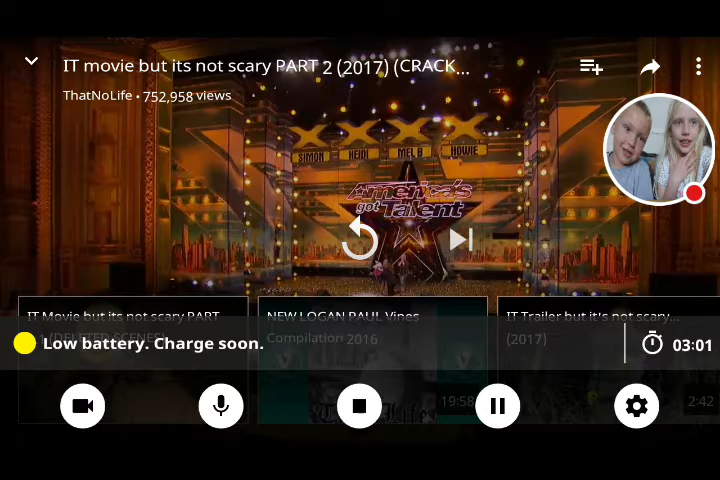 IT movie but its not scary PART 2 (2017) (CRACK...
ThatNoLife • 752,958 views
SIMON HEIDI MEL B HOWIE
America's
got Talent
IT Movie but its not scary PART
(DELETED SCENES)
NEW LOGAN PAUL Vines
Compilation 2016
IT Trailer but it's not scary...
(2017)
Low battery. Charge soon.
03:01
19:58
2:42